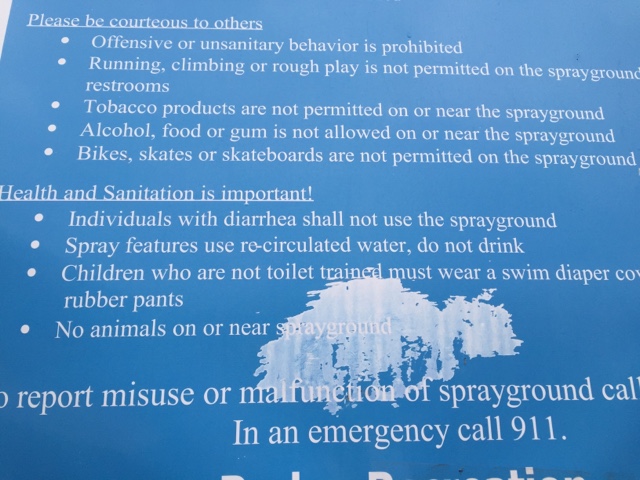 Please be courteous to others
• Offensive or unsanitary behavior is prohibited
• Running, climbing or rough play is not permitted on the sprayground
restrooms
• Tobacco products are not permitted on or near the sprayground
• Alcohol, food or gum is not allowed on or near the sprayground
• Bikes, skates or skateboards are not permitted on the sprayground
Health and Sanitation is important!
• Individuals with diarrhea shall not use the sprayground
• Spray features use re-circulated water, do not drink
• Children who are not toilet trained must wear a swim diaper
rubber pants
• No animals on or near sprayground
report misuse or malfunction of sprayground call
In an emergency call 911.